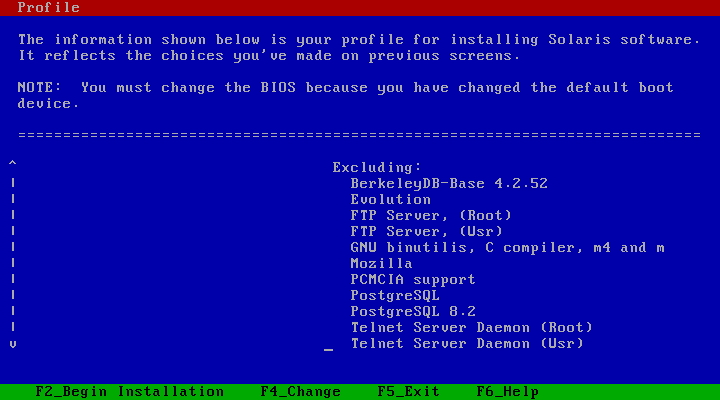 Profile
The information shown below is your profile for installing Solaris software.
It reflects the choices you've made on previous screens.
NOTE:  You must change the BIOS because you have changed the default boot
device.
============================================================================
Excluding:
BerkeleyDB-Base 4.2.52
Evolution
FTP Server, (Root)
FTP Server, (Usr)
GNU binutilis, C compiler, m4 and m
Mozilla
PCMCIA support
PostgreSQL
PostgreSQL 8.2
Telnet Server Daemon (Root)
Telnet Server Daemon (Usr)
F2_Begin Installation    F4_Change    F5_Exit    F6_Help